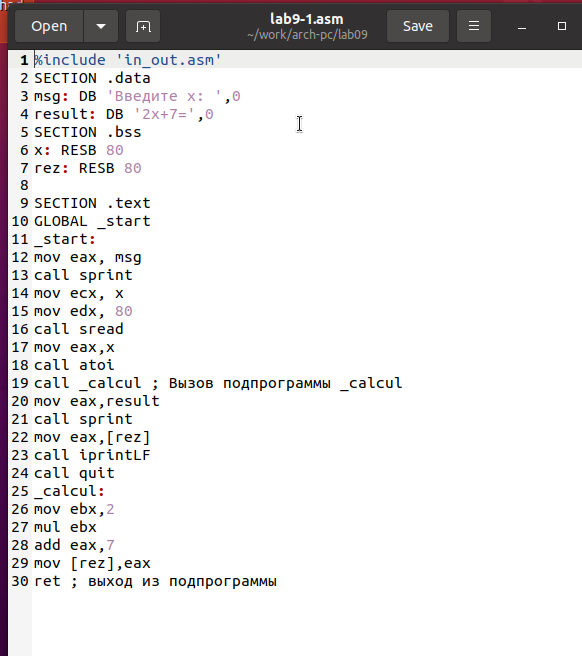 Open
lab9-1.asm
~/work/arch-pc/lab09
Save
1 %include 'in_out.asm'
2 SECTION .data
3 msg: DB 'Введите x: ',0
4 result: DB '2x+7=',0
5 SECTION .bss
6 x: RESB 80
7 rez: RESB 80
8
9 SECTION .text
10 GLOBAL _start
11 _start:
12 mov eax, msg
13 call sprint
14 mov ecx, x
15 mov edx, 80
16 call sread
17 mov eax,x
18 call atoi
19 call _calcul ; Вызов подпрограммы _calcul
20 mov eax,result
21 call sprint
22 mov eax,[rez]
23 call iprintLF
24 call quit
25 _calcul:
26 mov ebx,2
27 mul ebx
28 add eax,7
29 mov [rez],eax
30 ret ; выход из подпрограммы